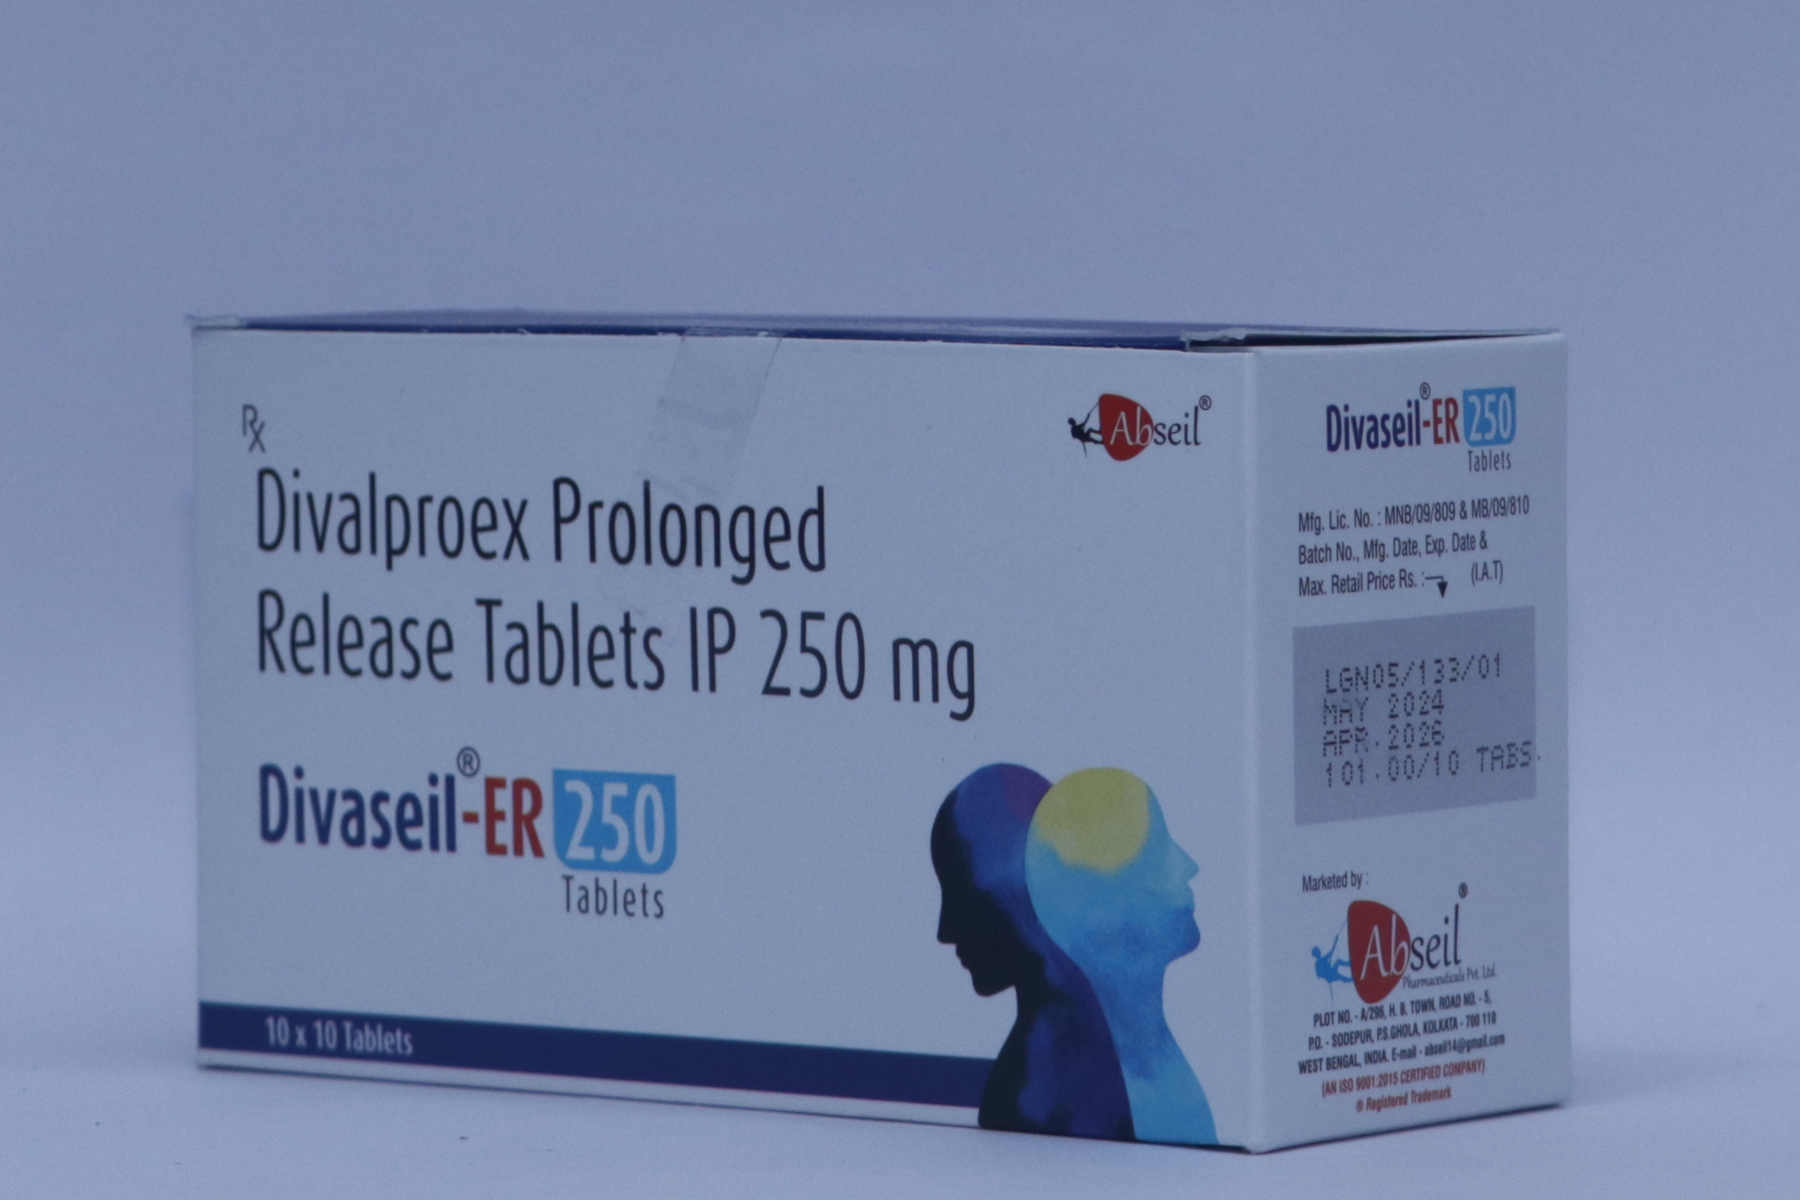 Rx
Abseil®
Divalproex Prolonged
Release Tablets IP 250 mg
Divaseil®-ER 250
Tablets
10 x 10 Tablets
Divaseil®-ER 250
Tablets
Mfg. Lic. No. : MNB/09/809 & MB/09/810
Batch No., Mfg. Date, Exp. Date &
Max. Retail Price Rs. : (I.A.T)
LGN05/133/01
MAY 2024
APR.2026
101.00/10 TABS.
Marketed by :
Abseil®
Pharmaceuticals Pvt. Ltd.
PLOT NO. - A/296, H. B. TOWN, ROAD NO. - 5,
P.O. - SODEPUR, P.S.GHOLA, KOLKATA - 700 110
WEST BENGAL, INDIA. E-mail - abseil14@gmail.com
(AN ISO 9001:2015 CERTIFIED COMPANY)
® Registered Trademark